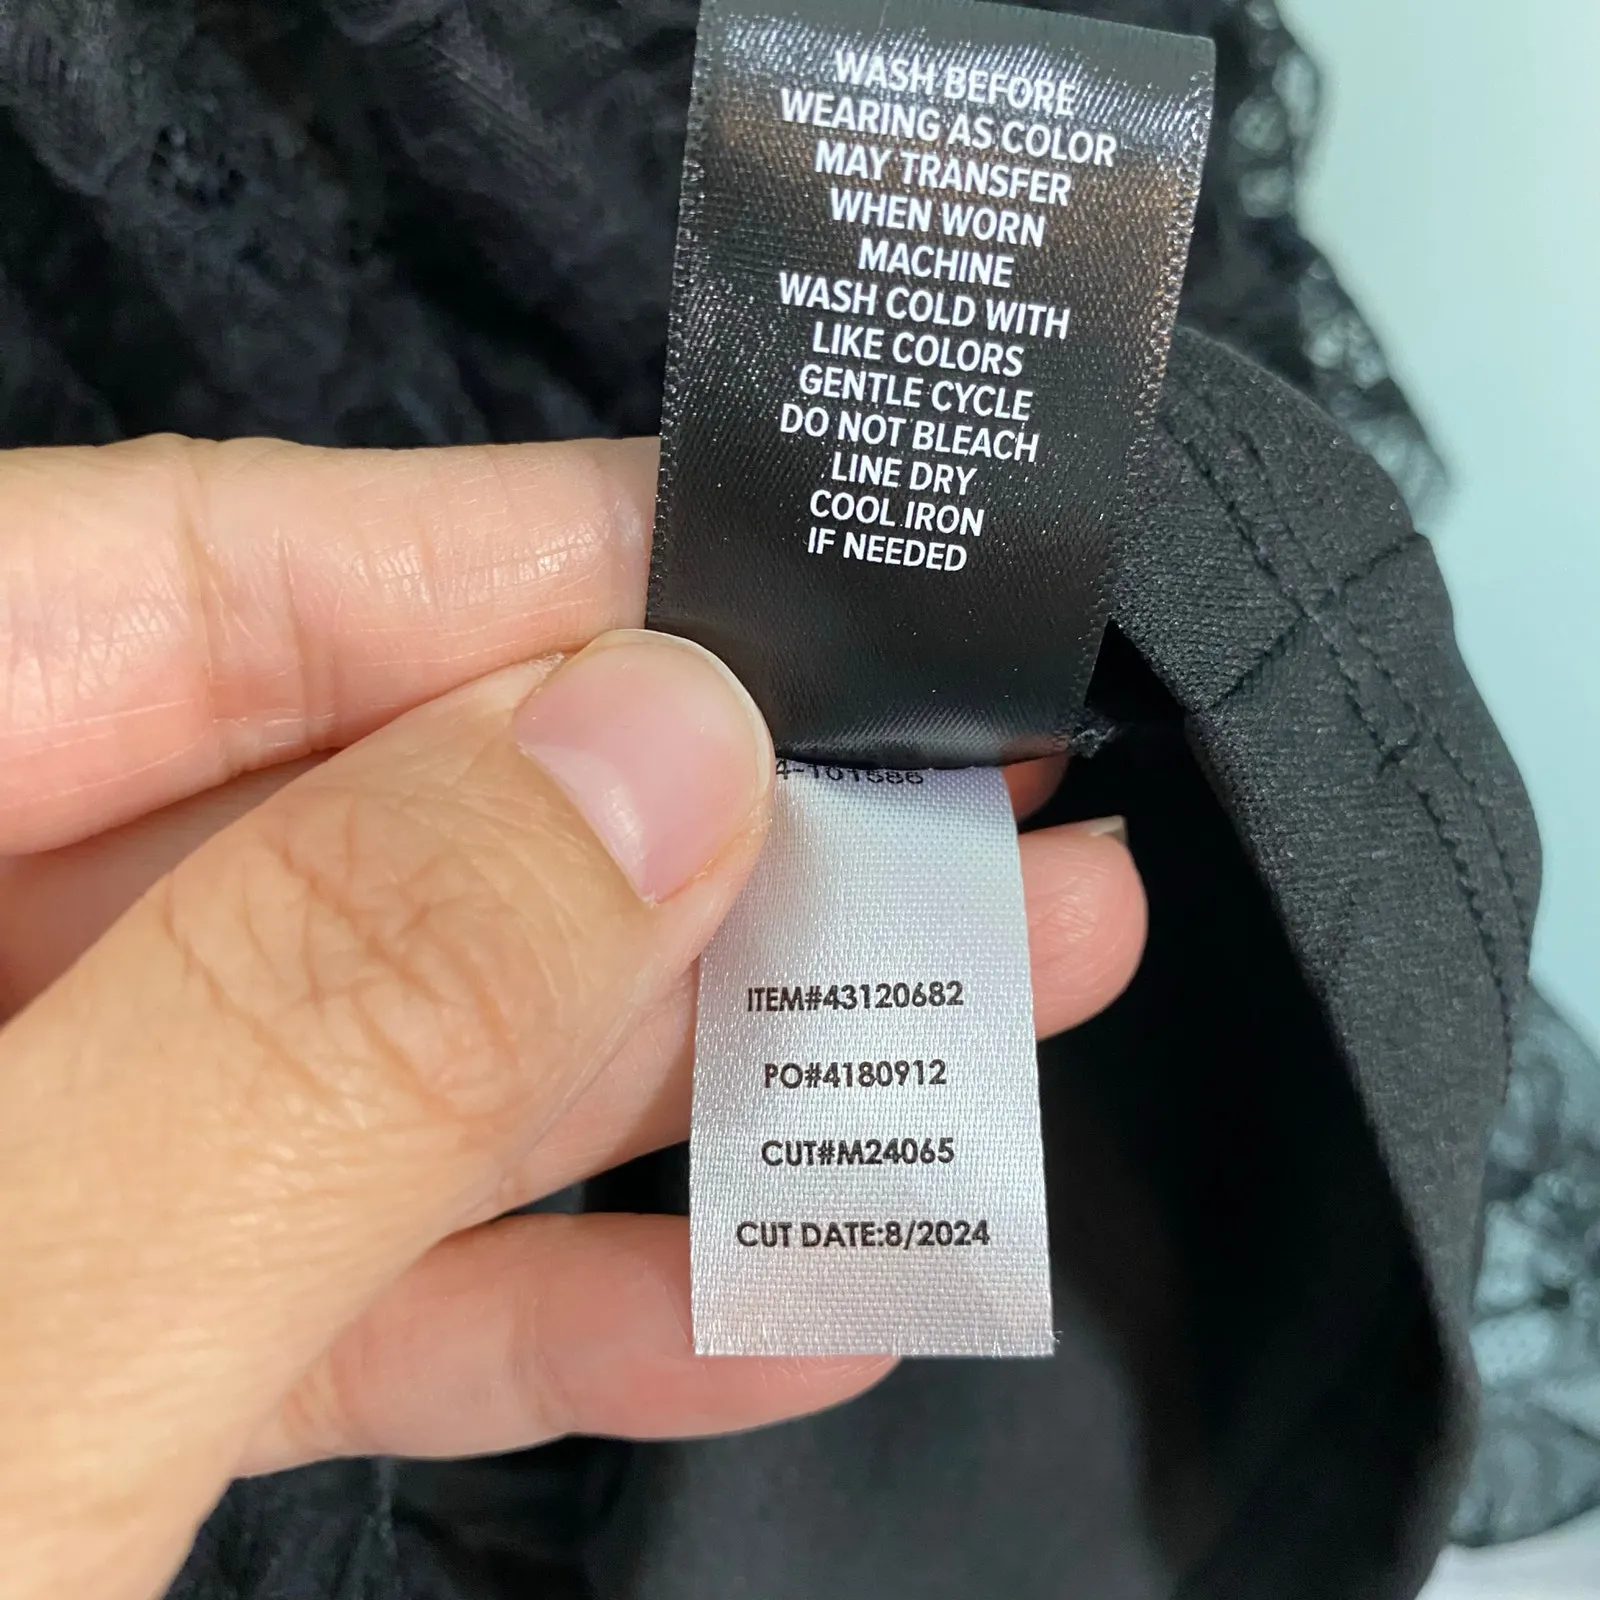 WASH BEFORE
WEARING AS COLOR
MAY TRANSFER
WHEN WORN
MACHINE
WASH COLD WITH
LIKE COLORS
GENTLE CYCLE
DO NOT BLEACH
LINE DRY
COOL IRON
IF NEEDED
ITEM#43120682
PO#4180912
CUT#M24065
CUT DATE:8/2024